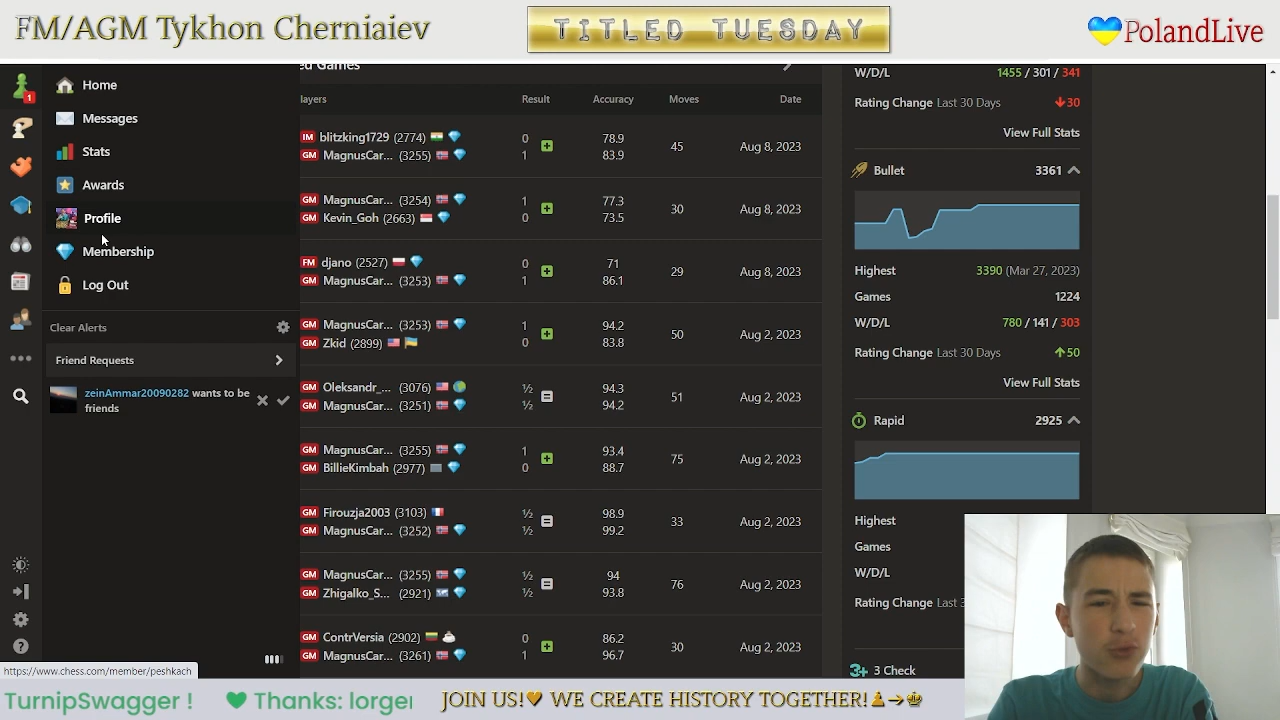 FM/AGM Tykhon Cherniaiev
TITLED TUESDAY
PolandLive
1
Home
Messages
Stats
Awards
Profile
Membership
Log Out
Clear Alerts
Friend Requests
zeinAmmar20090282 wants to be
friends
ed Games
layers Result Accuracy Moves Date
IM blitzking1729 (2774) 0 78.9
GM MagnusCar... (3255) 1 83.9
45 Aug 8, 2023
GM MagnusCar... (3254) 1 77.3
GM Kevin_Goh (2663) 0 73.5
30 Aug 8, 2023
FM djano (2527) 0 71
GM MagnusCar... (3253) 1 86.1
29 Aug 8, 2023
GM MagnusCar... (3253) 1 94.2
GM Zkid (2899) 0 83.8
50 Aug 2, 2023
GM Oleksandr_... (3076) ½ 94.3
GM MagnusCar... (3251) ½ 94.2
51 Aug 2, 2023
GM MagnusCar... (3255) 1 93.4
GM BillieKimbah (2977) 0 88.7
75 Aug 2, 2023
GM Firouzja2003 (3103) ½ 98.9
GM MagnusCar... (3252) ½ 99.2
33 Aug 2, 2023
GM MagnusCar... (3255) ½ 94
GM Zhigalko_S... (2921) ½ 93.8
76 Aug 2, 2023
GM ContrVersia (2902) 0 86.2
GM MagnusCar... (3261) 1 96.7
30 Aug 2, 2023
W/D/L 1455 / 301 / 341
Rating Change Last 30 Days 30
View Full Stats
Bullet 3361
Highest 3390 (Mar 27, 2023)
Games 1224
W/D/L 780 / 141 / 303
Rating Change Last 30 Days 50
View Full Stats
Rapid 2925
Highest
Games
W/D/L
Rating Change Last 3
3+ 3 Check
https://www.chess.com/member/peshkach
TurnipSwagger !
Thanks: lorger
JOIN US! WE CREATE HISTORY TOGETHER!